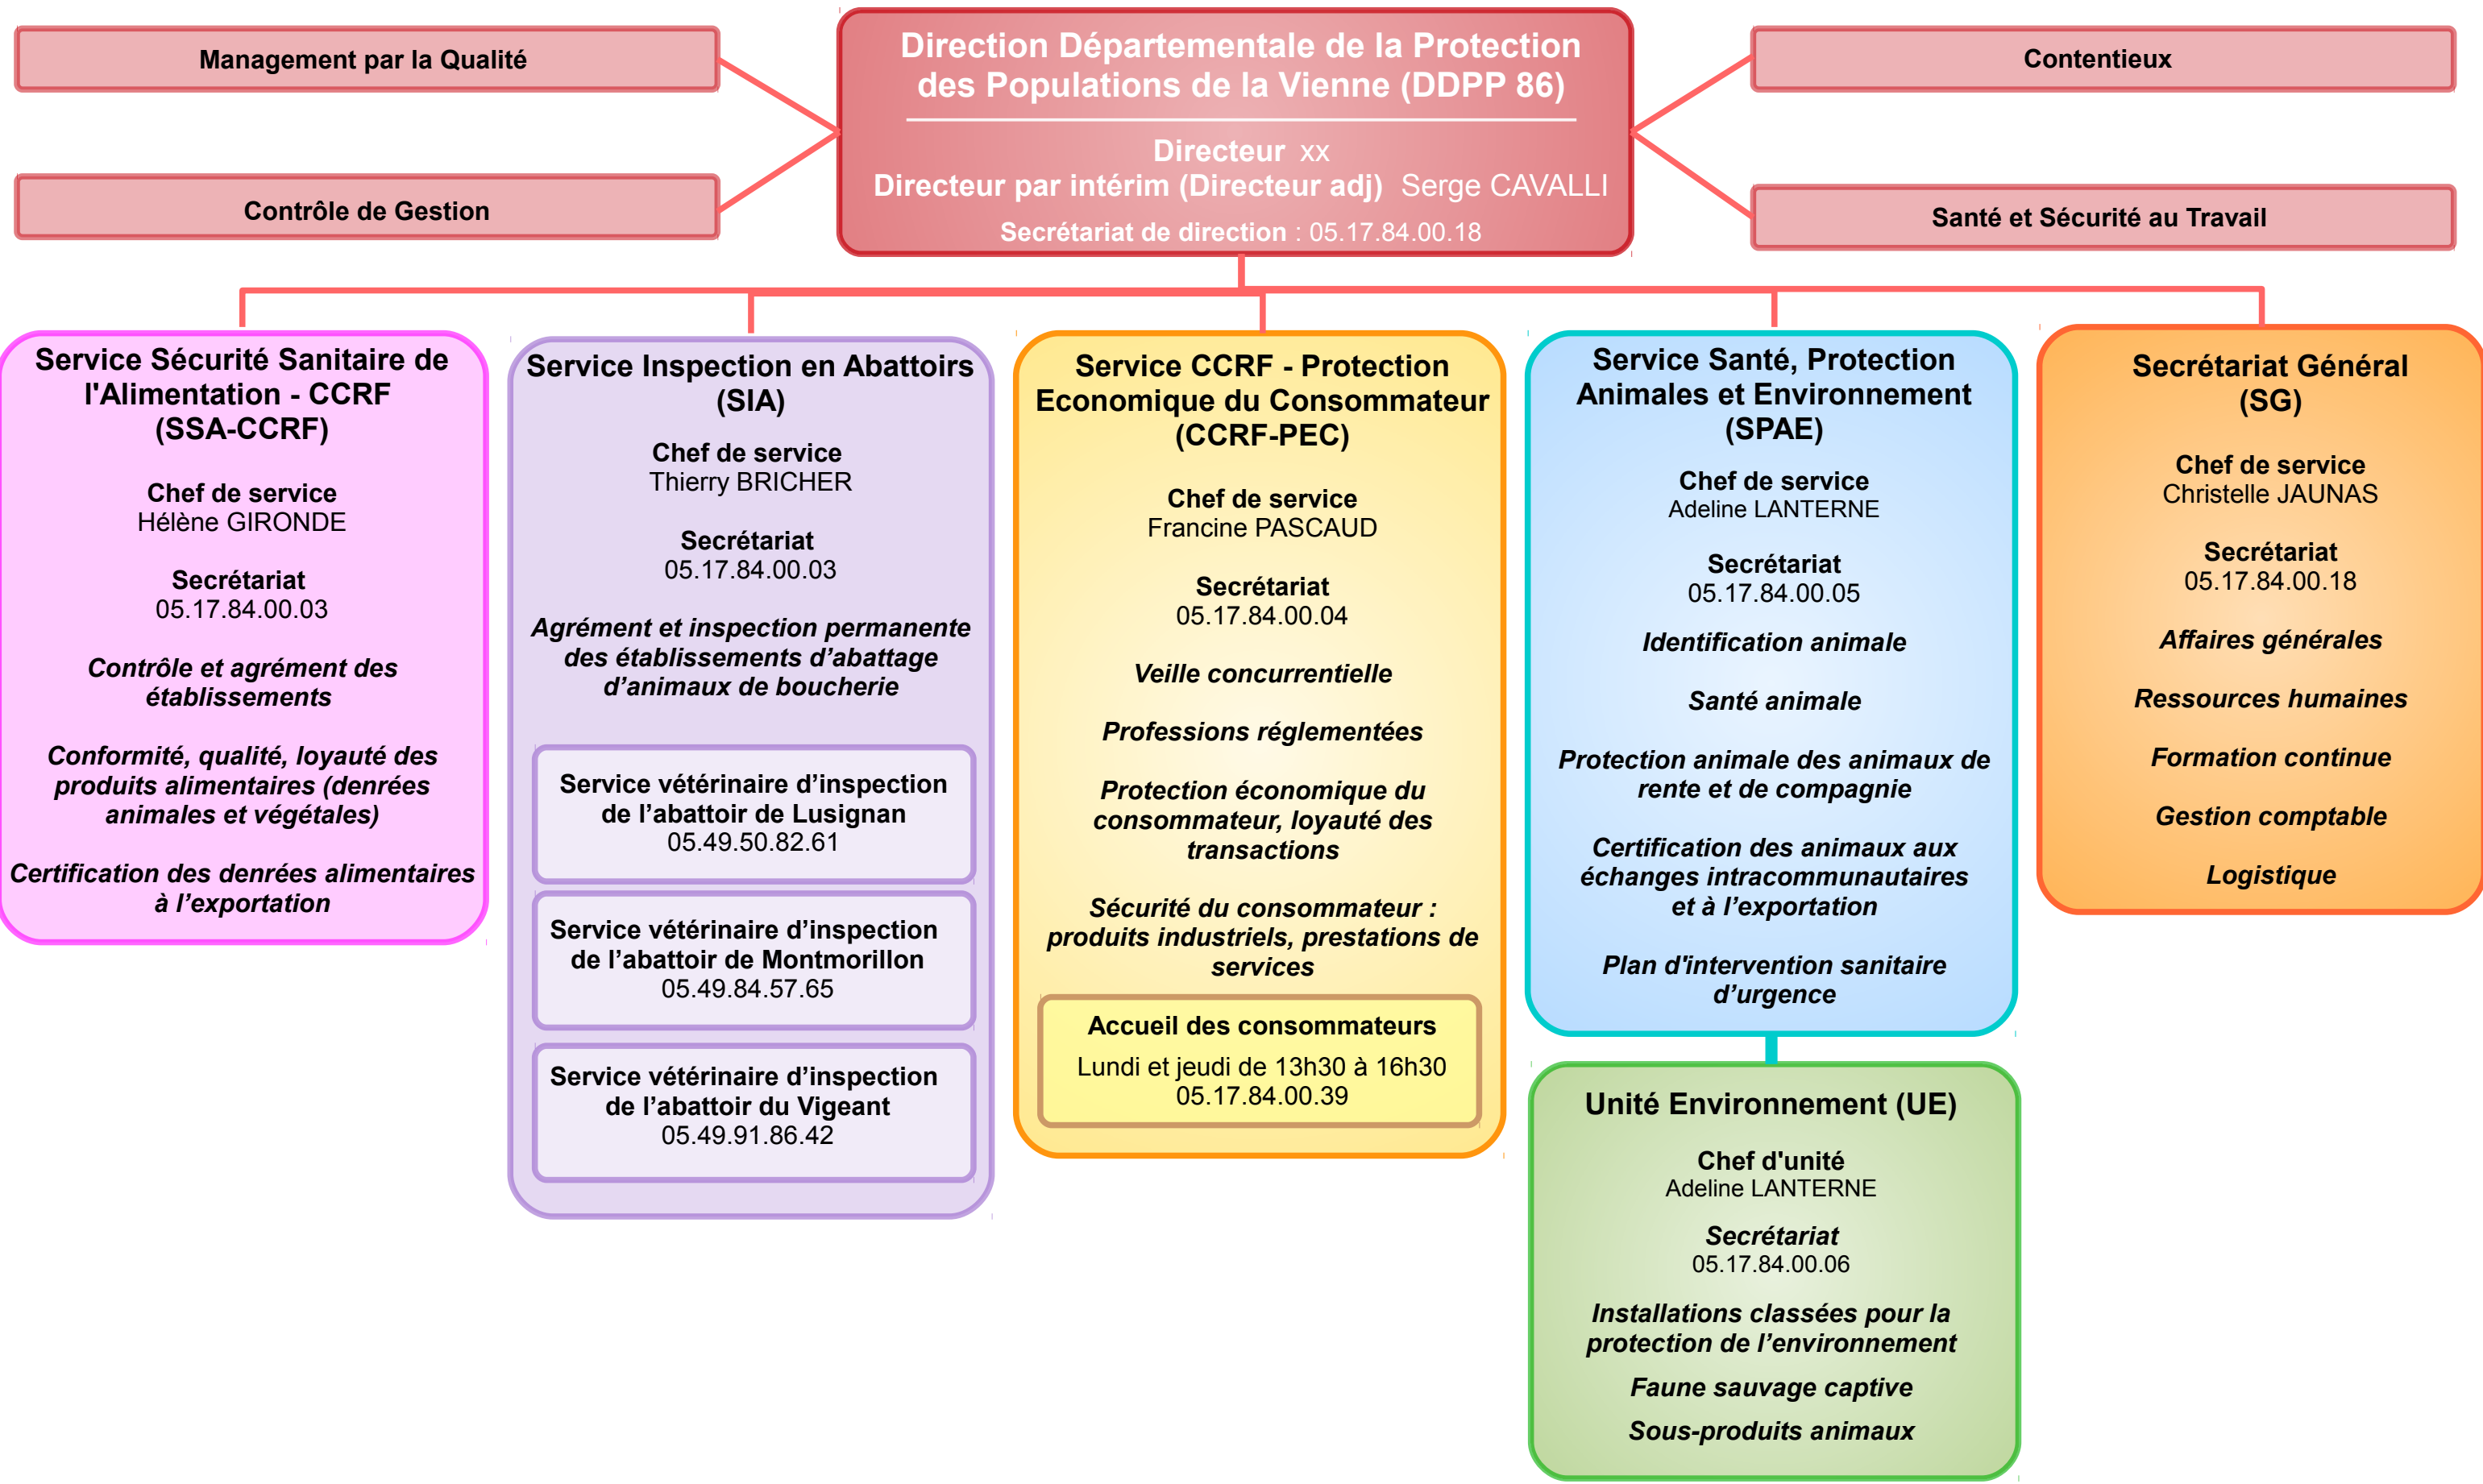 Management par la Qualité
Contrôle de Gestion
Direction Départementale de la Protection
des Populations de la Vienne (DDPP 86)
Directeur xx
Directeur par intérim (Directeur adj) Serge CAVALLI
Secrétariat de direction : 05.17.84.00.18
Contentieux
Santé et Sécurité au Travail
Service Sécurité Sanitaire de
l'Alimentation - CCRF
(SSA-CCRF)
Chef de service
Hélène GIRONDE
Secrétariat
05.17.84.00.03
Contrôle et agrément des
établissements
Conformité, qualité, loyauté des
produits alimentaires (denrées
animales et végétales)
Certification des denrées alimentaires
à l’exportation
Service Inspection en Abattoirs
(SIA)
Chef de service
Thierry BRICHER
Secrétariat
05.17.84.00.03
Agrément et inspection permanente
des établissements d’abattage
d’animaux de boucherie
Service vétérinaire d’inspection
de l’abattoir de Lusignan
05.49.50.82.61
Service vétérinaire d’inspection
de l’abattoir de Montmorillon
05.49.84.57.65
Service vétérinaire d’inspection
de l’abattoir du Vigeant
05.49.91.86.42
Service CCRF - Protection
Economique du Consommateur
(CCRF-PEC)
Chef de service
Francine PASCAUD
Secrétariat
05.17.84.00.04
Veille concurrentielle
Professions réglementées
Protection économique du
consommateur, loyauté des
transactions
Sécurité du consommateur :
produits industriels, prestations de
services
Accueil des consommateurs
Lundi et jeudi de 13h30 à 16h30
05.17.84.00.39
Service Santé, Protection
Animales et Environnement
(SPAE)
Chef de service
Adeline LANTERNE
Secrétariat
05.17.84.00.05
Identification animale
Santé animale
Protection animale des animaux de
rente et de compagnie
Certification des animaux aux
échanges intracommunautaires
et à l’exportation
Plan d'intervention sanitaire
d’urgence
Unité Environnement (UE)
Chef d'unité
Adeline LANTERNE
Secrétariat
05.17.84.00.06
Installations classées pour la
protection de l’environnement
Faune sauvage captive
Sous-produits animaux
Secrétariat Général
(SG)
Chef de service
Christelle JAUNAS
Secrétariat
05.17.84.00.18
Affaires générales
Ressources humaines
Formation continue
Gestion comptable
Logistique